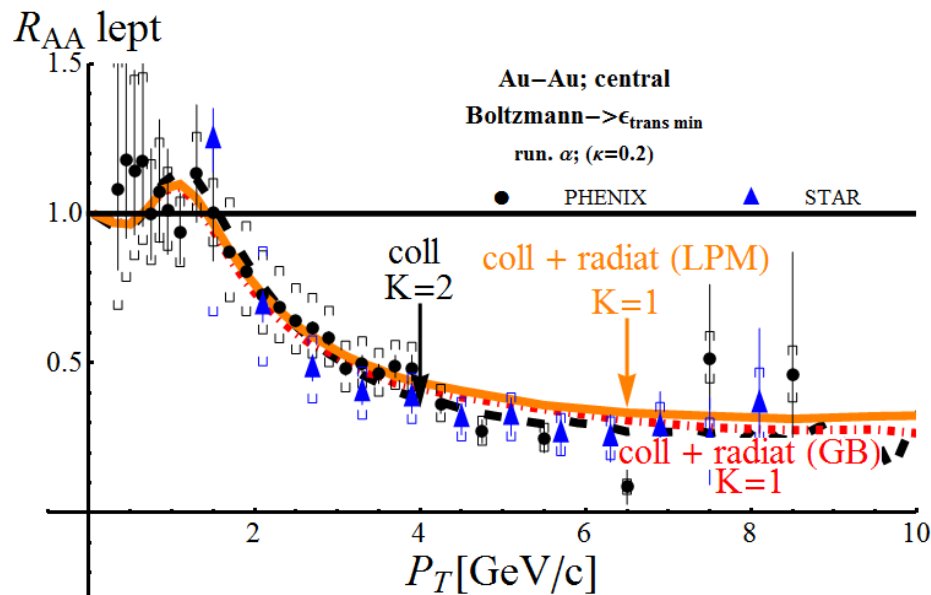 R_AA lept
1.5
Au–Au; central
Boltzmann–>ϵ_trans min
run. α; (κ=0.2)
PHENIX STAR
1.0
coll
K=2
coll + radiat (LPM)
K=1
0.5
coll + radiat (GB)
K=1
2 4 6 8 10
P_T [GeV/c]